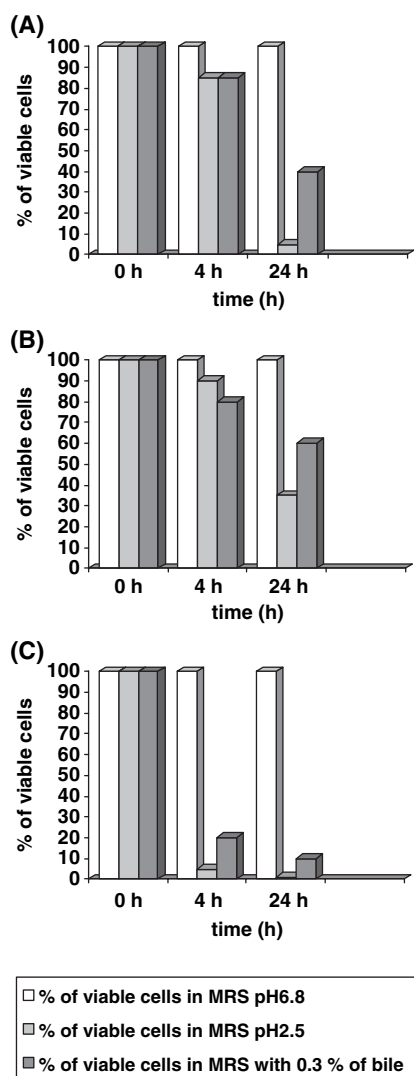 (A)
% of viable cells
100
90
80
70
60
50
40
30
20
10
0
0 h 4 h 24 h
time (h)
(B)
% of viable cells
100
90
80
70
60
50
40
30
20
10
0
0 h 4 h 24 h
time (h)
(C)
% of viable cells
100
90
80
70
60
50
40
30
20
10
0
0 h 4 h 24 h
time (h)
% of viable cells in MRS pH6.8
% of viable cells in MRS pH2.5
% of viable cells in MRS with 0.3 % of bile